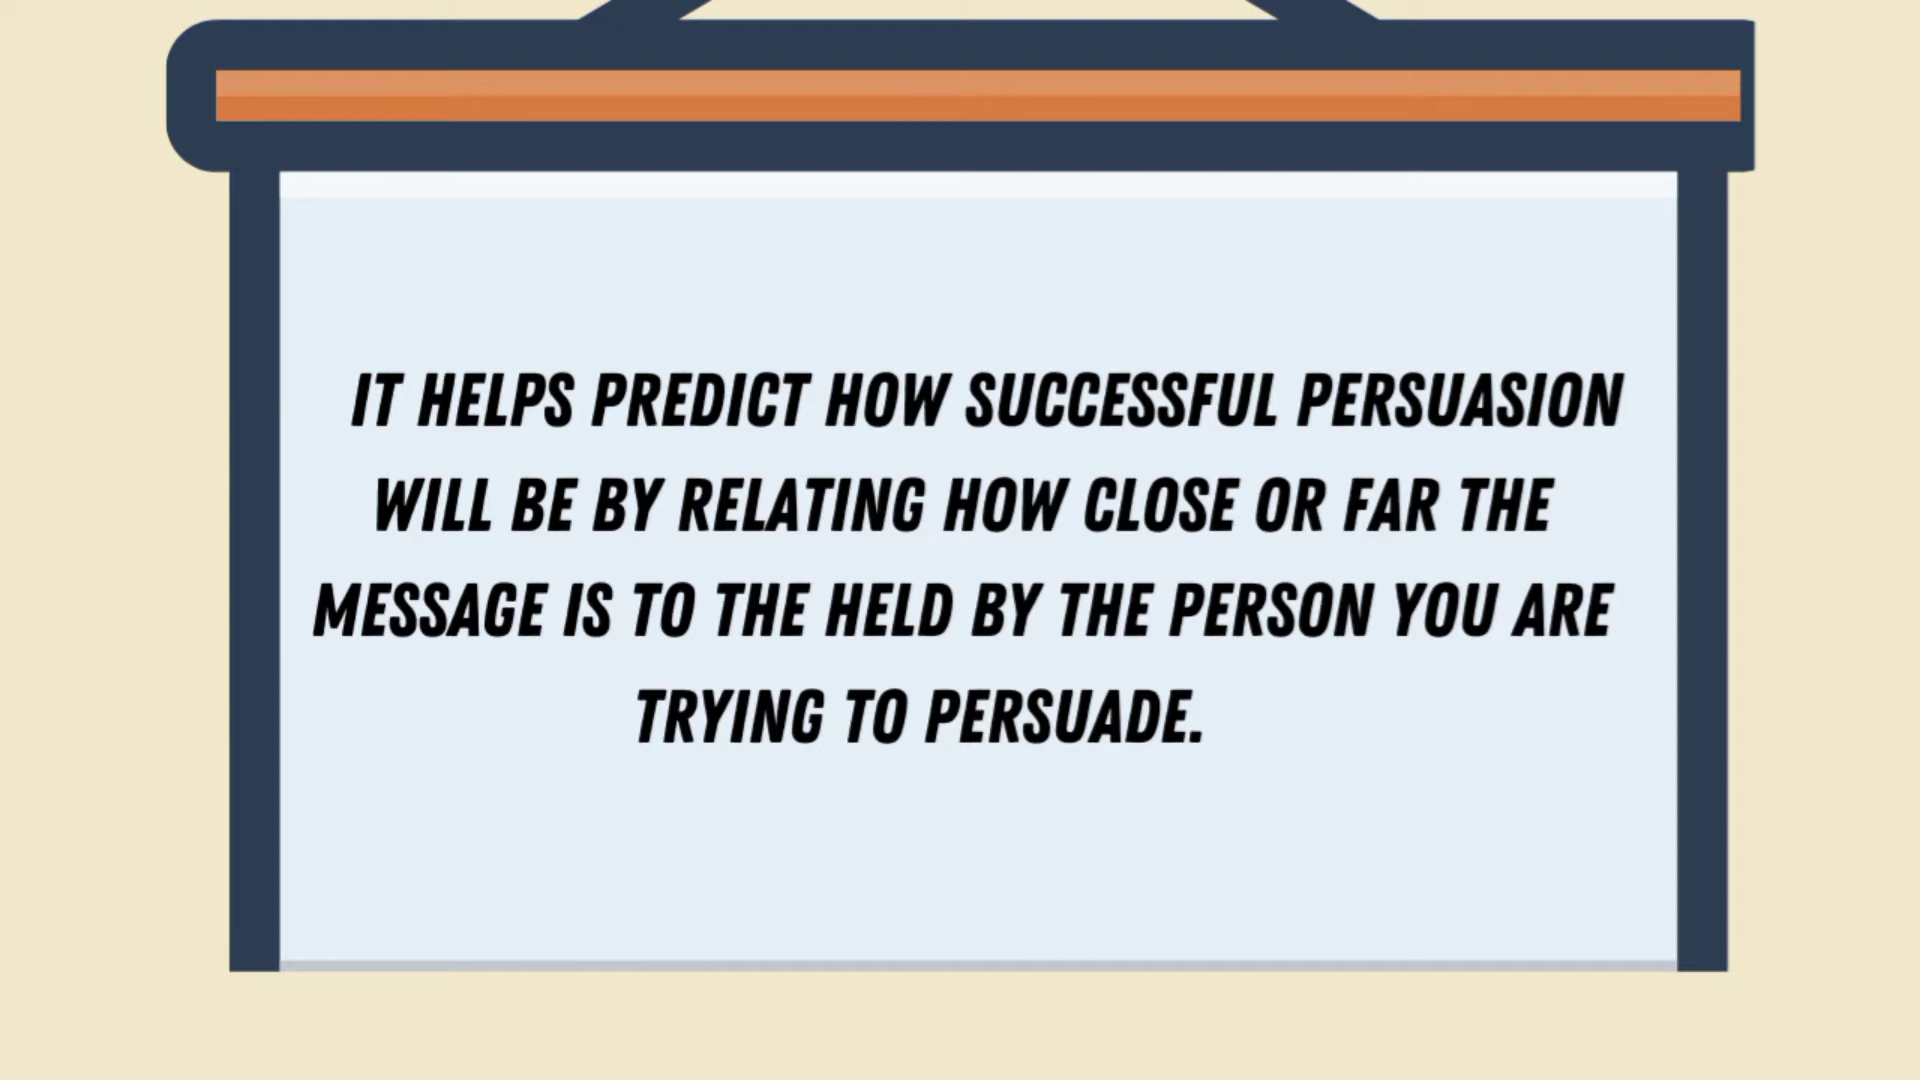 IT HELPS PREDICT HOW SUCCESSFUL PERSUASION
WILL BE BY RELATING HOW CLOSE OR FAR THE
MESSAGE IS TO THE HELD BY THE PERSON YOU ARE
TRYING TO PERSUADE.